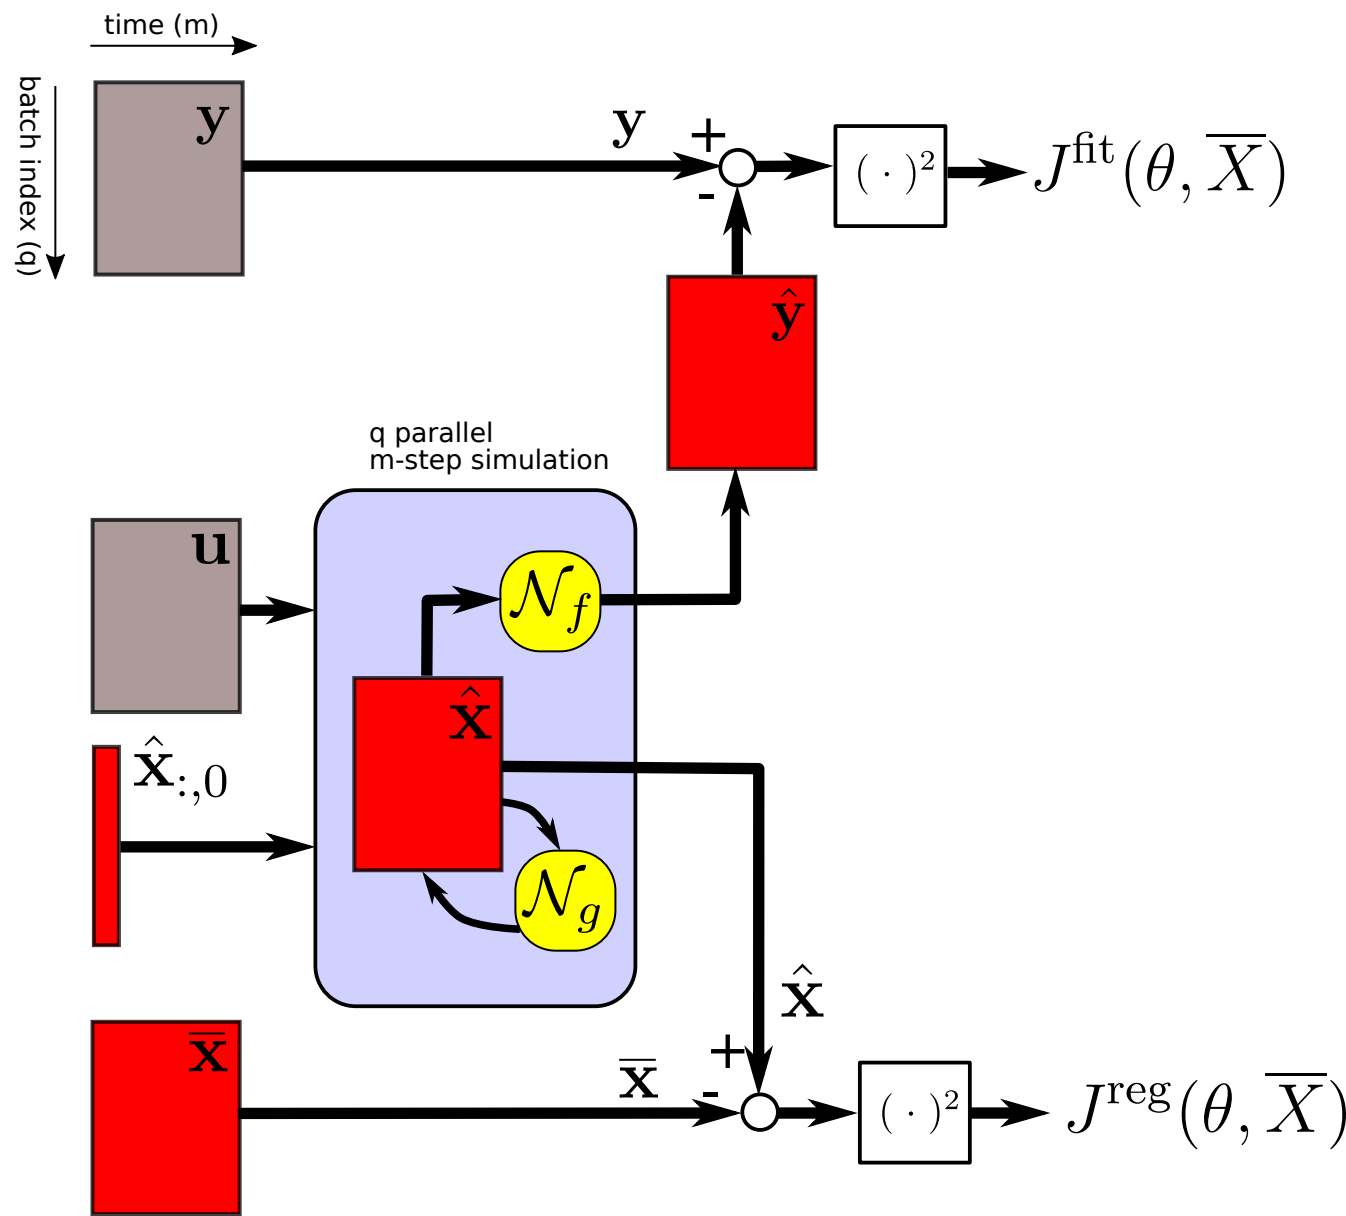 time (m)
batch index (q)
𝐲
𝐲
+
-
( · )²
J^fit(θ, X̅)
ŷ
q parallel
m-step simulation
𝐮
𝒩_f
x̂
x̂_:,0
𝒩_g
x̂
x̅
x̅
+
-
( · )²
J^reg(θ, X̅)